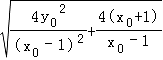 √(4y₀²/(x₀ − 1)² + 4(x₀+1)/(x₀ − 1))